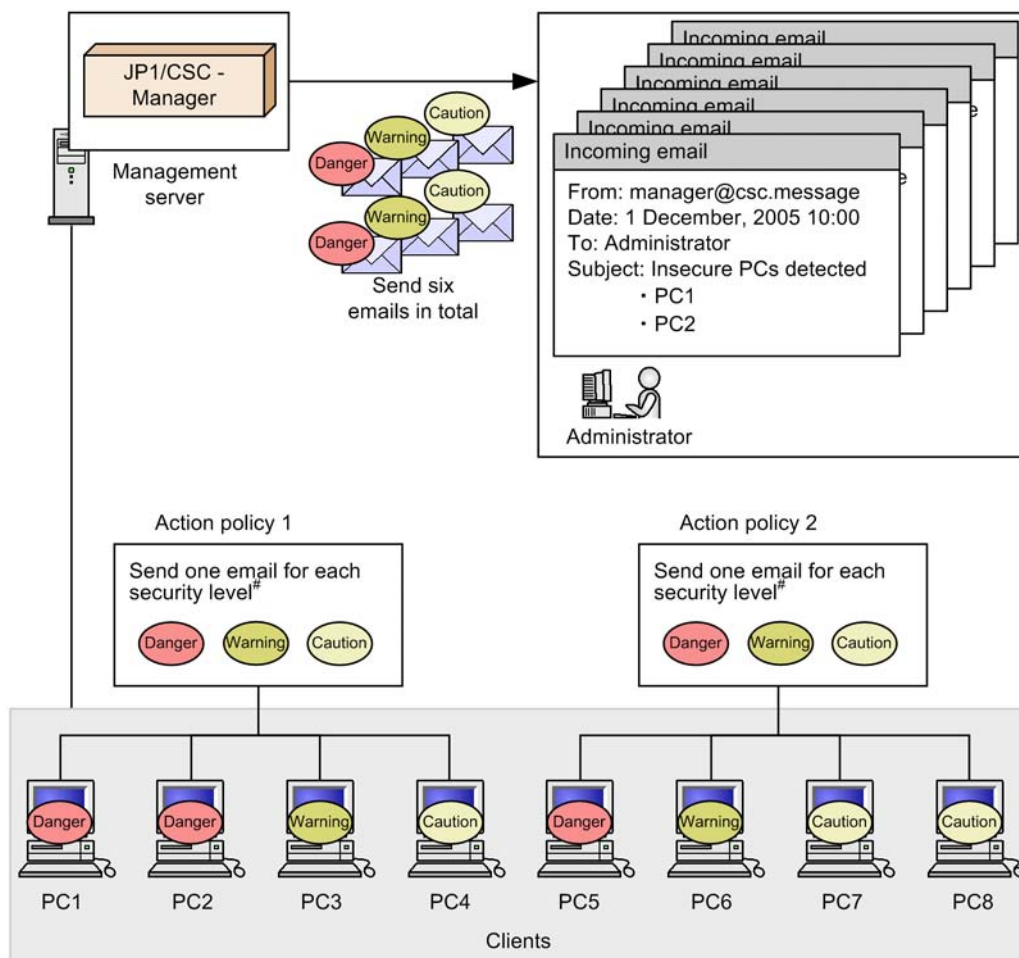 JP1/CSC -
Manager
Management
server
Danger
Warning
Caution
Danger
Warning
Caution
Send six
emails in total
Incoming email
Incoming email
Incoming email
Incoming email
Incoming email
Incoming email
From: manager@csc.message
Date: 1 December, 2005 10:00
To: Administrator
Subject: Insecure PCs detected
・ PC1
・ PC2
Administrator
Action policy 1
Send one email for each
security level#
Danger
Warning
Caution
Action policy 2
Send one email for each
security level#
Danger
Warning
Caution
Danger
Danger
Warning
Caution
Danger
Warning
Caution
Caution
PC1
PC2
PC3
PC4
PC5
PC6
PC7
PC8
Clients